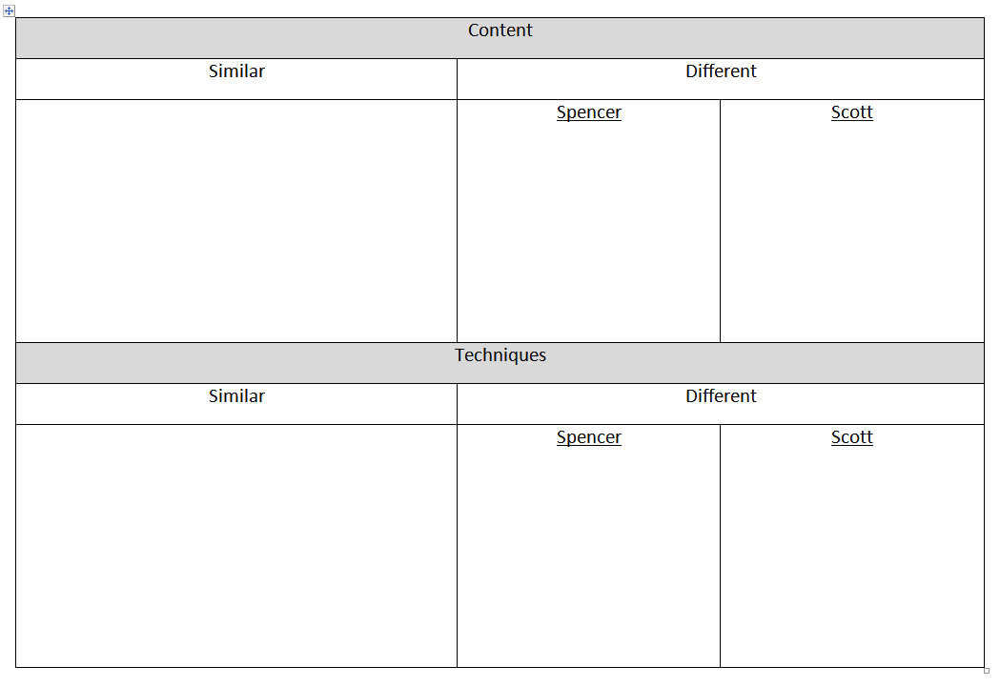 Content
Similar
Different
Spencer
Scott
Techniques
Similar
Different
Spencer
Scott